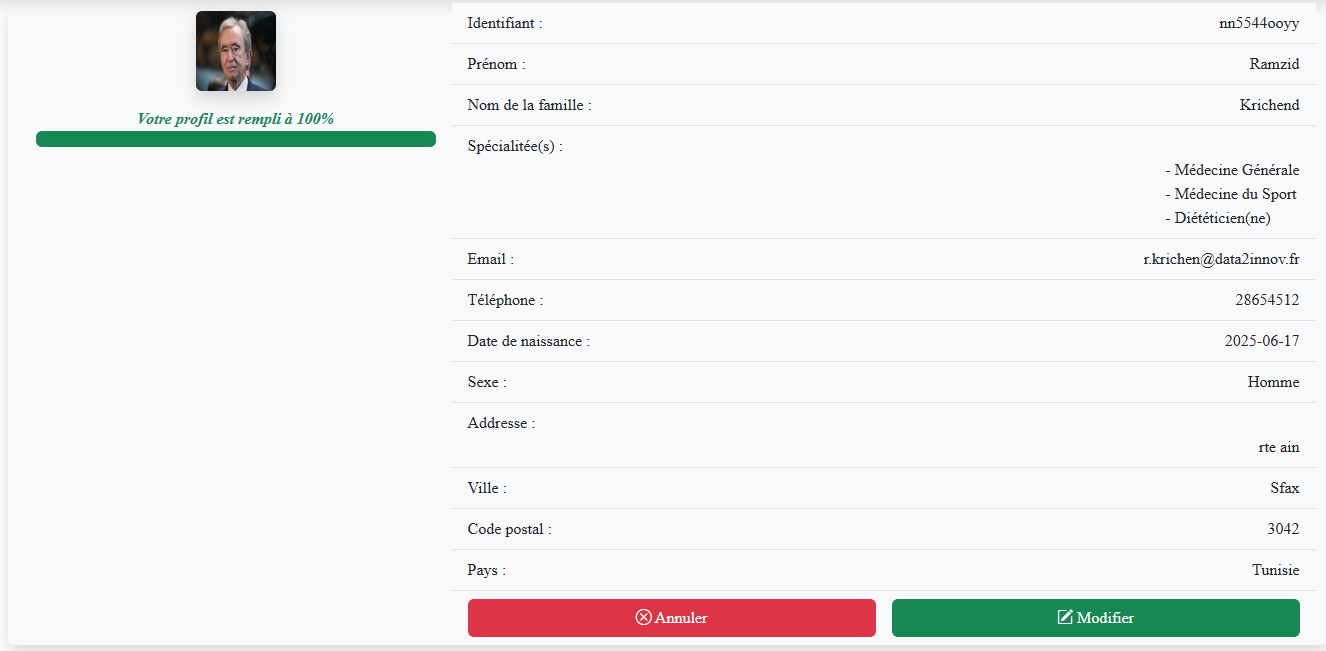 Votre profil est rempli à 100%
Identifiant : nn5544ooyy
Prénom : Ramzid
Nom de la famille : Krichend
Spécialitée(s) :
- Médecine Générale
- Médecine du Sport
- Diététicien(ne)
Email : r.krichen@data2innov.fr
Téléphone : 28654512
Date de naissance : 2025-06-17
Sexe : Homme
Addresse :
rte ain
Ville : Sfax
Code postal : 3042
Pays : Tunisie
Annuler
Modifier